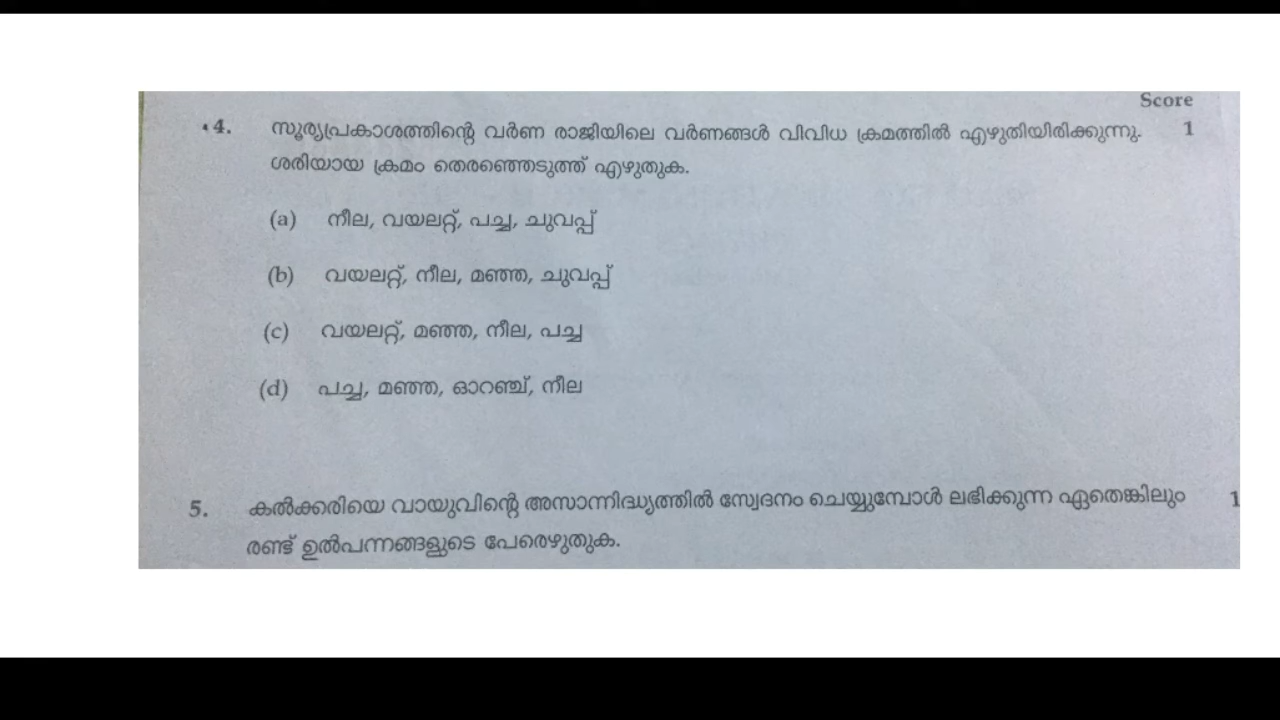 Score
4. സൂര്യപ്രകാശത്തിന്റെ വർണ രാജിയിലെ വർണങ്ങൾ വിവിധ ക്രമത്തിൽ എഴുതിയിരിക്കുന്നു. 1
ശരിയായ ക്രമം തെരഞ്ഞെടുത്ത് എഴുതുക.
(a) നീല, വയലറ്റ്, പച്ച, ചുവപ്പ്
(b) വയലറ്റ്, നീല, മഞ്ഞ, ചുവപ്പ്
(c) വയലറ്റ്, മഞ്ഞ, നീല, പച്ച
(d) പച്ച, മഞ്ഞ, ഓറഞ്ച്, നീല
5. കൽക്കരിയെ വായുവിന്റെ അസാന്നിദ്ധ്യത്തിൽ സ്വേദനം ചെയ്യുമ്പോൾ ലഭിക്കുന്ന ഏതെങ്കിലും 1
രണ്ട് ഉൽപന്നങ്ങളുടെ പേരെഴുതുക.